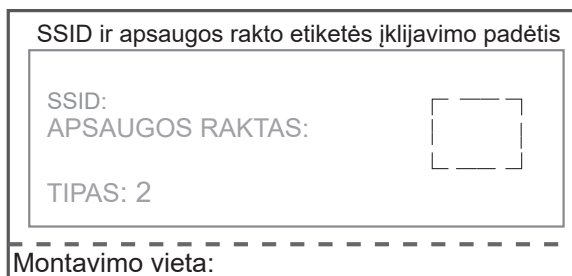 SSID ir apsaugos rakto etiketės įklijavimo padėtis
SSID:
APSAUGOS RAKTAS:
TIPAS: 2
Montavimo vieta: